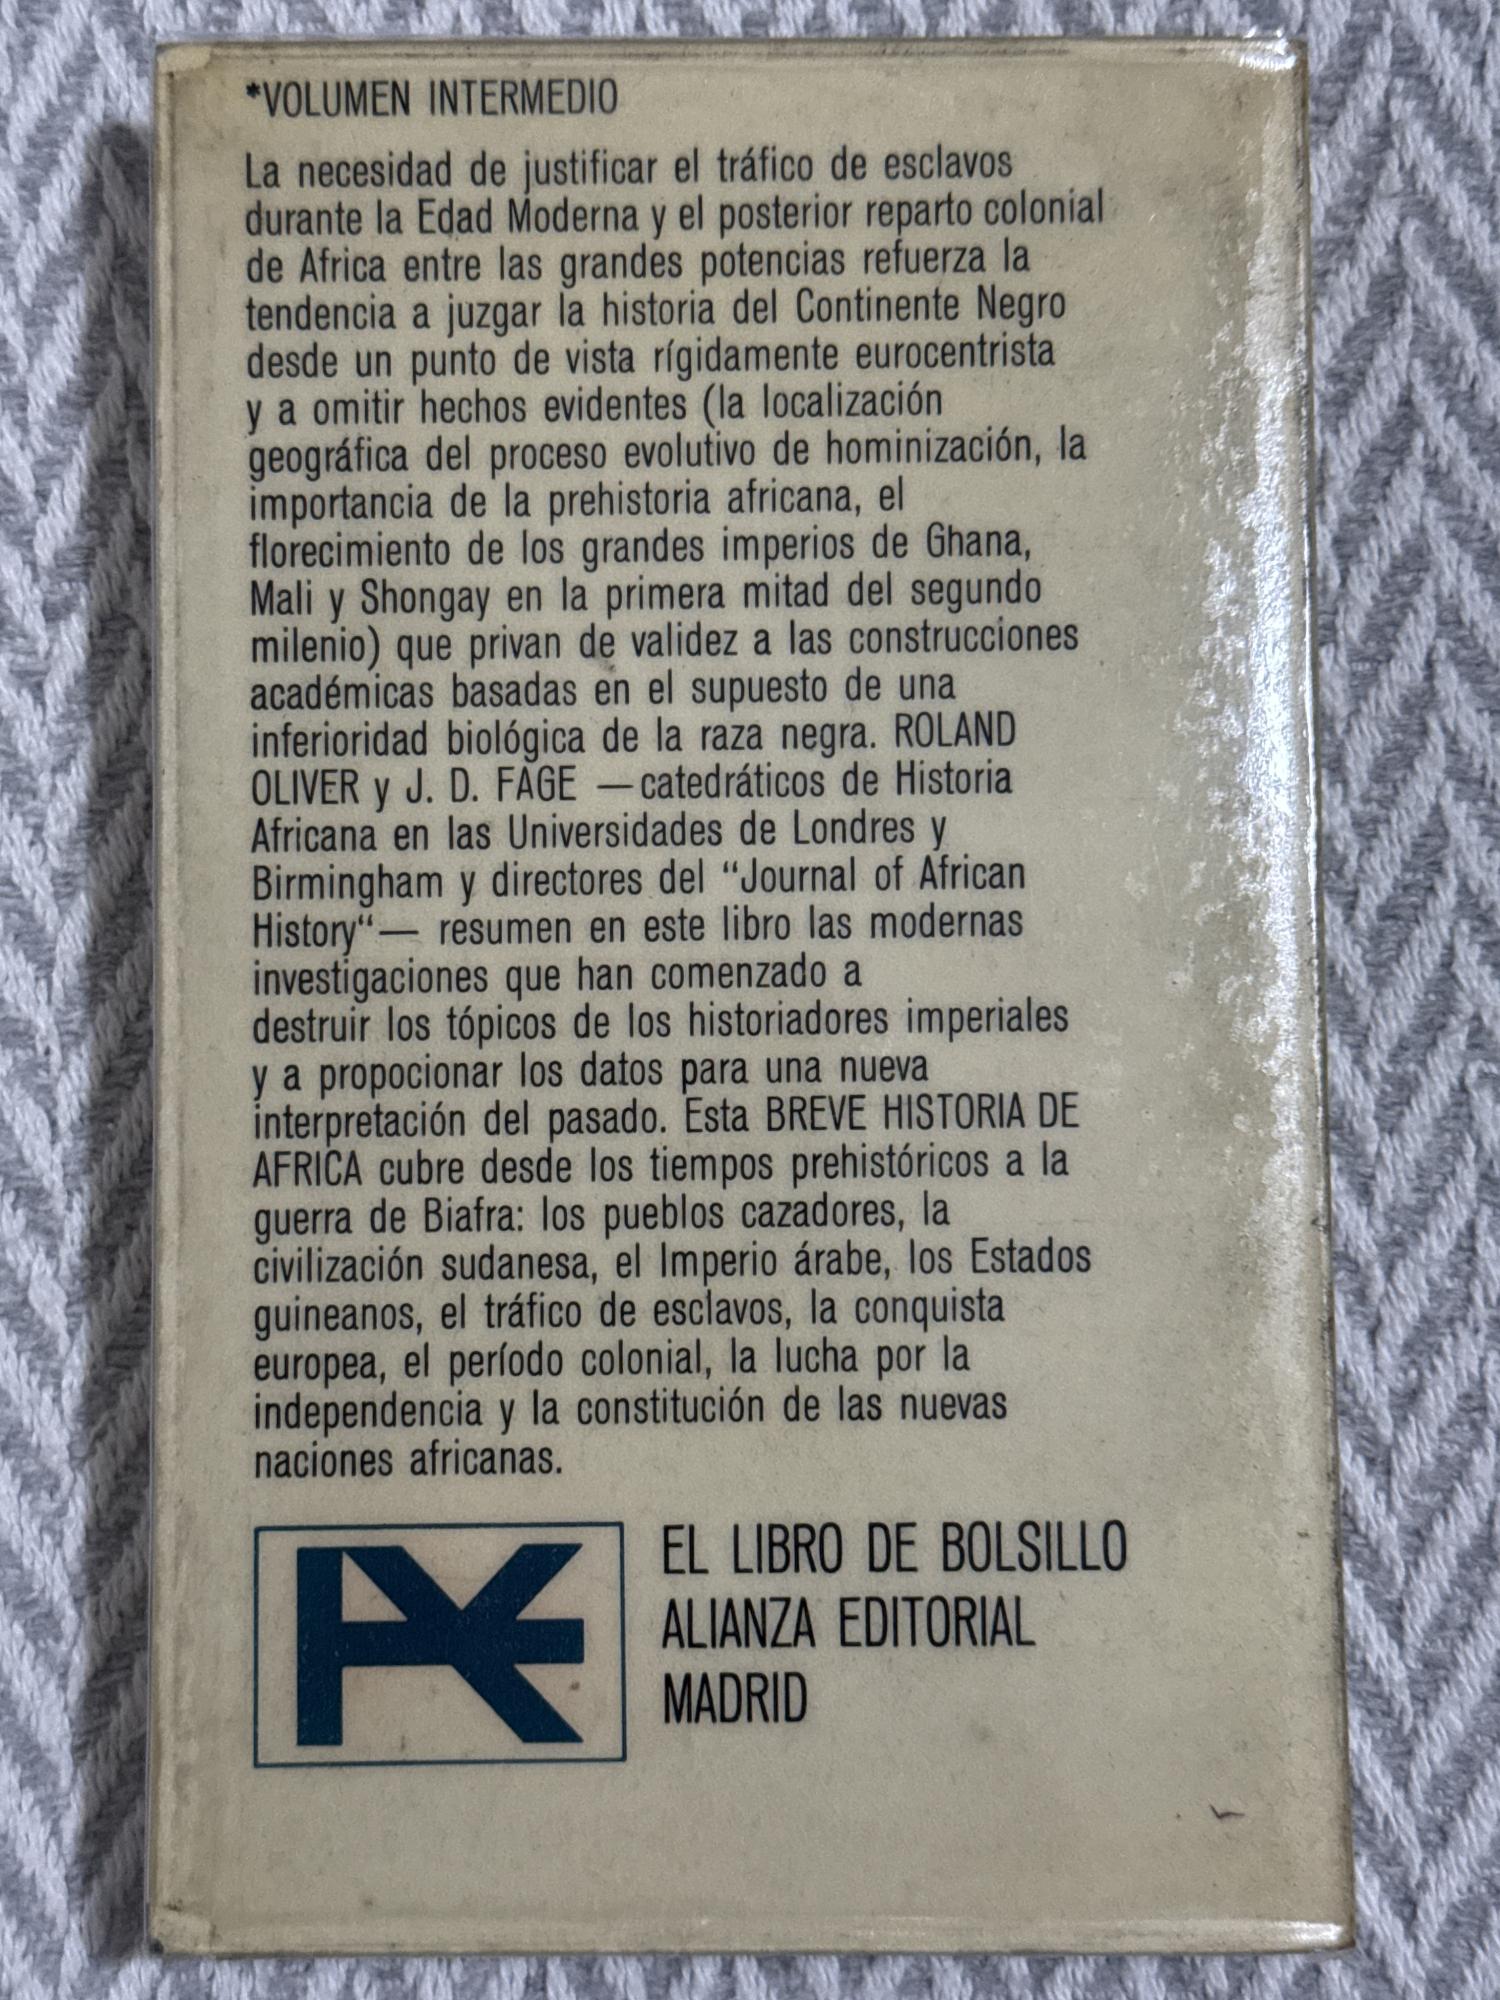 *VOLUMEN INTERMEDIO
La necesidad de justificar el tráfico de esclavos
durante la Edad Moderna y el posterior reparto colonial
de Africa entre las grandes potencias refuerza la
tendencia a juzgar la historia del Continente Negro
desde un punto de vista rígidamente eurocentrista
y a omitir hechos evidentes (la localización
geográfica del proceso evolutivo de hominización, la
importancia de la prehistoria africana, el
florecimiento de los grandes imperios de Ghana,
Mali y Shongay en la primera mitad del segundo
milenio) que privan de validez a las construcciones
académicas basadas en el supuesto de una
inferioridad biológica de la raza negra. ROLAND
OLIVER y J. D. FAGE —catedráticos de Historia
Africana en las Universidades de Londres y
Birmingham y directores del “Journal of African
History“— resumen en este libro las modernas
investigaciones que han comenzado a
destruir los tópicos de los historiadores imperiales
y a propocionar los datos para una nueva
interpretación del pasado. Esta BREVE HISTORIA DE
AFRICA cubre desde los tiempos prehistóricos a la
guerra de Biafra: los pueblos cazadores, la
civilización sudanesa, el Imperio árabe, los Estados
guineanos, el tráfico de esclavos, la conquista
europea, el período colonial, la lucha por la
independencia y la constitución de las nuevas
naciones africanas.
EL LIBRO DE BOLSILLO
ALIANZA EDITORIAL
MADRID